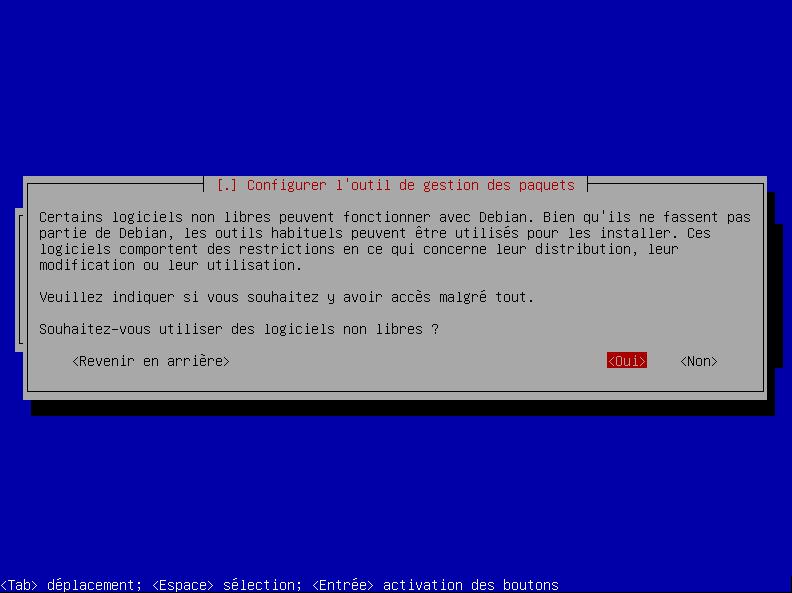 [.] Configurer l'outil de gestion des paquets
Certains logiciels non libres peuvent fonctionner avec Debian. Bien qu'ils ne fassent pas
partie de Debian, les outils habituels peuvent être utilisés pour les installer. Ces
logiciels comportent des restrictions en ce qui concerne leur distribution, leur
modification ou leur utilisation.
Veuillez indiquer si vous souhaitez y avoir accès malgré tout.
Souhaitez-vous utiliser des logiciels non libres ?
<Revenir en arrière> <Oui> <Non>
<Tab> déplacement; <Espace> sélection; <Entrée> activation des boutons